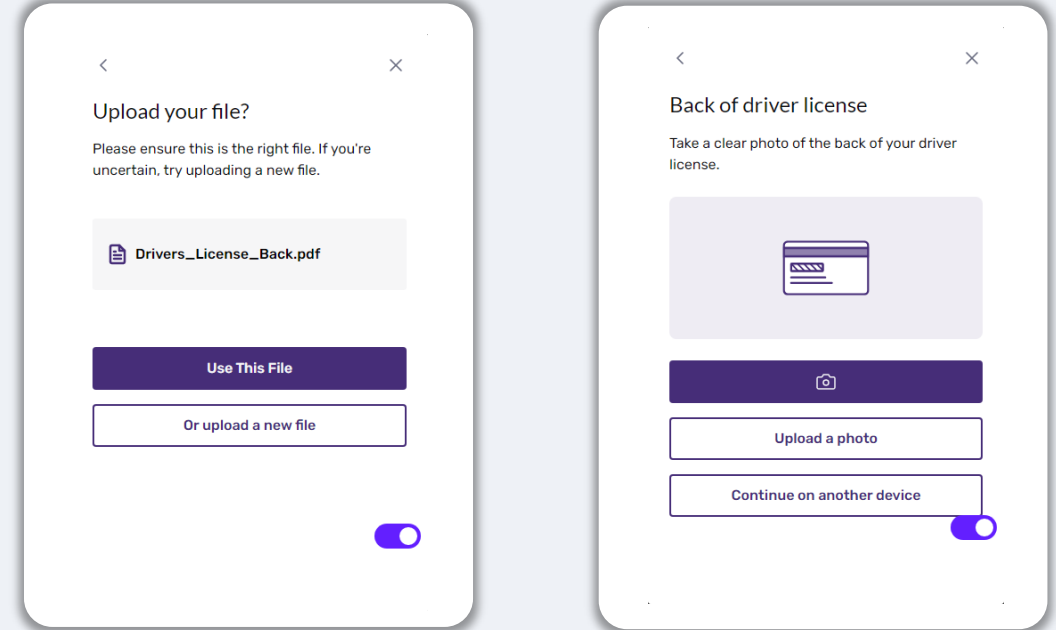 Upload your file?
Please ensure this is the right file. If you're
uncertain, try uploading a new file.
Drivers_License_Back.pdf
Use This File
Or upload a new file
Back of driver license
Take a clear photo of the back of your driver
license.
Upload a photo
Continue on another device